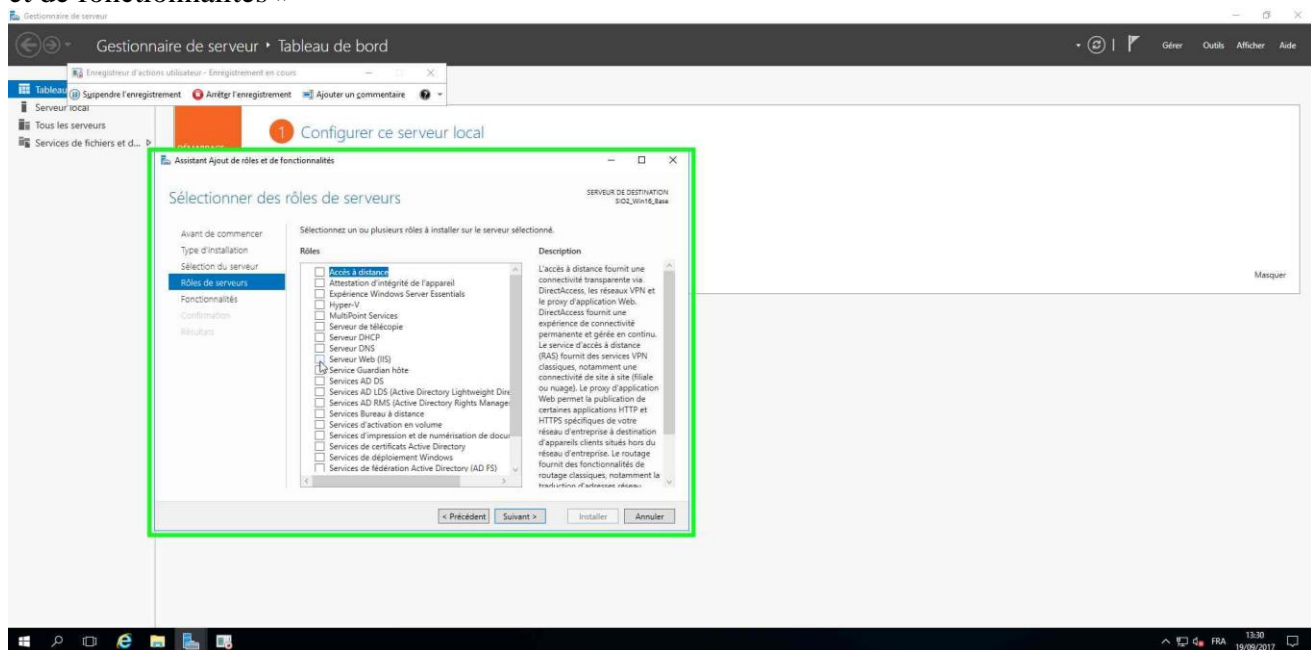 et de fonctionnalités »
Gestionnaire de serveur
Gestionnaire de serveur ‣ Tableau de bord
Gérer Outils Afficher Aide
Enregistreur d'actions utilisateur - Enregistrement en cours
Tableau
Suspendre l'enregistrement Arrêter l'enregistrement Ajouter un commentaire
Serveur local
Tous les serveurs
Services de fichiers et d...
1 Configurer ce serveur local
Assistant Ajout de rôles et de fonctionnalités
Sélectionner des rôles de serveurs
SERVEUR DE DESTINATION
SIO2_Win16_Base
Avant de commencer
Type d'installation
Sélection du serveur
Rôles de serveurs
Fonctionnalités
Confirmation
Résultats
Sélectionnez un ou plusieurs rôles à installer sur le serveur sélectionné.
Rôles
Accès à distance
Attestation d'intégrité de l'appareil
Expérience Windows Server Essentials
Hyper-V
MultiPoint Services
Serveur de télécopie
Serveur DHCP
Serveur DNS
Serveur Web (IIS)
Service Guardian hôte
Services AD DS
Services AD LDS (Active Directory Lightweight Dire
Services AD RMS (Active Directory Rights Manage
Services Bureau à distance
Services d'activation en volume
Services d'impression et de numérisation de docu
Services de certificats Active Directory
Services de déploiement Windows
Services de fédération Active Directory (AD FS)
Description
L'accès à distance fournit une
connectivité transparente via
DirectAccess, les réseaux VPN et
le proxy d'application Web.
DirectAccess fournit une
expérience de connectivité
permanente et gérée en continu.
Le service d'accès à distance
(RAS) fournit des services VPN
classiques, notamment une
connectivité de site à site (filiale
ou nuage). Le proxy d'application
Web permet la publication de
certaines applications HTTP et
HTTPS spécifiques de votre
réseau d'entreprise à destination
d'appareils clients situés hors du
réseau d'entreprise. Le routage
fournit des fonctionnalités de
routage classiques, notamment la
traduction d'adresses réseau
Masquer
< Précédent Suivant > Installer Annuler
FRA
13:30
19/09/2017